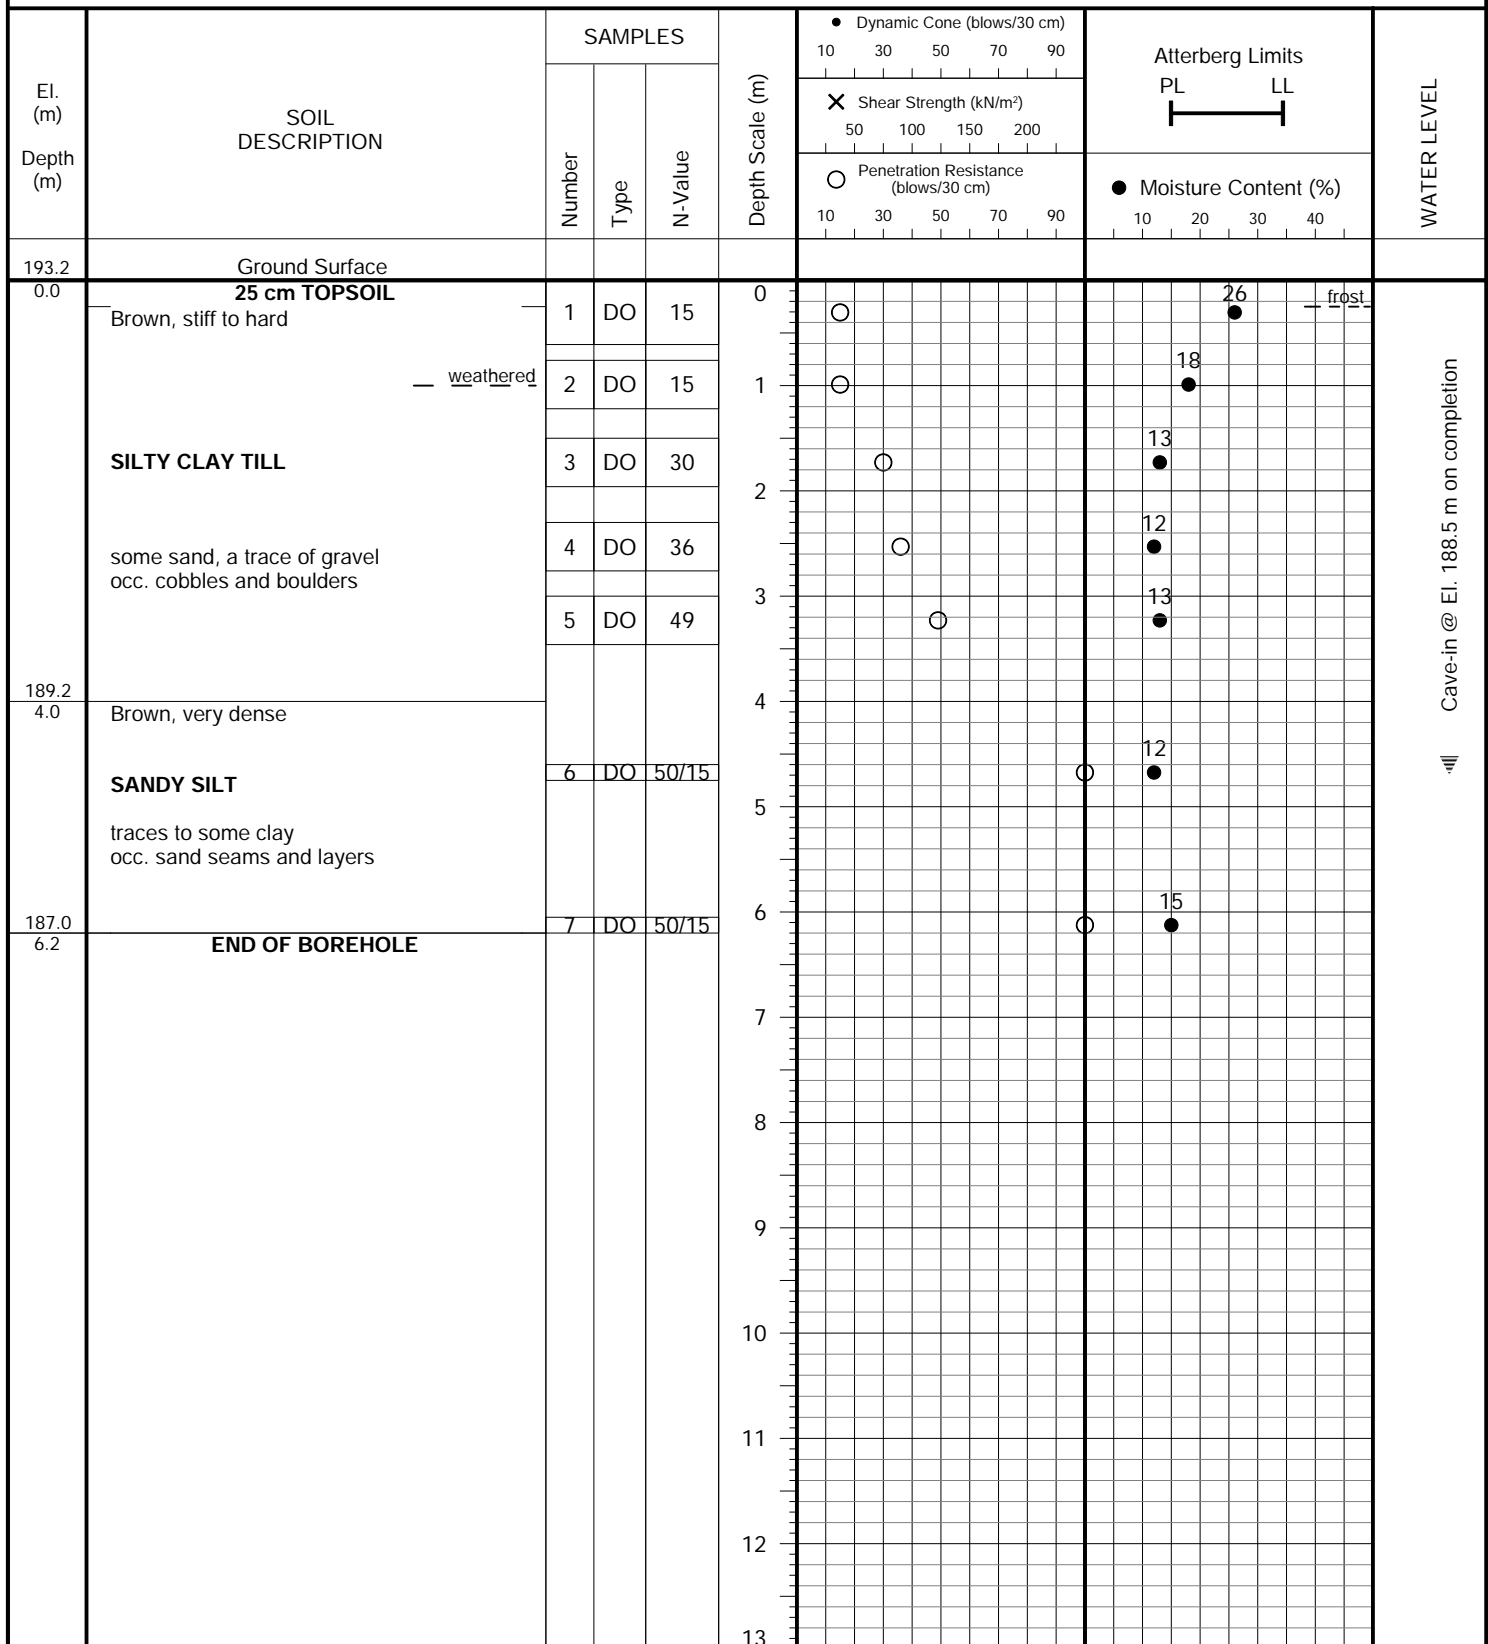 El.
(m)
Depth
(m)
SOIL
DESCRIPTION
SAMPLES
Number
Type
N-Value
Depth Scale (m)
● Dynamic Cone (blows/30 cm)
10 30 50 70 90
✕ Shear Strength (kN/m²)
50 100 150 200
○ Penetration Resistance
(blows/30 cm)
10 30 50 70 90
Atterberg Limits
PL LL
● Moisture Content (%)
10 20 30 40
WATER LEVEL
193.2 Ground Surface
0.0 25 cm TOPSOIL 0 26 frost
Brown, stiff to hard 1 DO 15
18
weathered 2 DO 15 1
13
SILTY CLAY TILL 3 DO 30
2
12
some sand, a trace of gravel 4 DO 36
occ. cobbles and boulders
3 13
5 DO 49
Cave-in @ El. 188.5 m on completion
189.2
4.0 Brown, very dense 4
12
6 DO 50/15
SANDY SILT
5
traces to some clay
occ. sand seams and layers
15
6
187.0 7 DO 50/15
6.2 END OF BOREHOLE
7
8
9
10
11
12
13